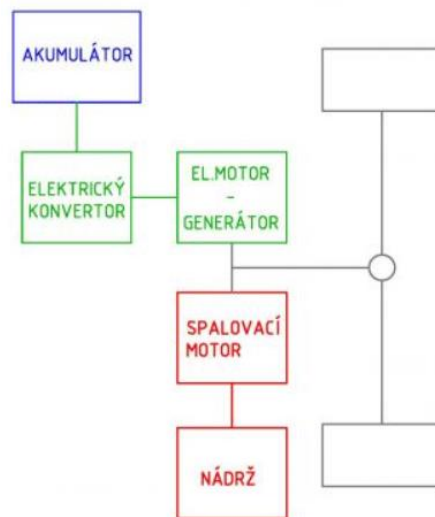 AKUMULÁTOR
ELEKTRICKÝ
KONVERTOR
EL.MOTOR
-
GENERÁTOR
SPALOVACÍ
MOTOR
NÁDRŽ